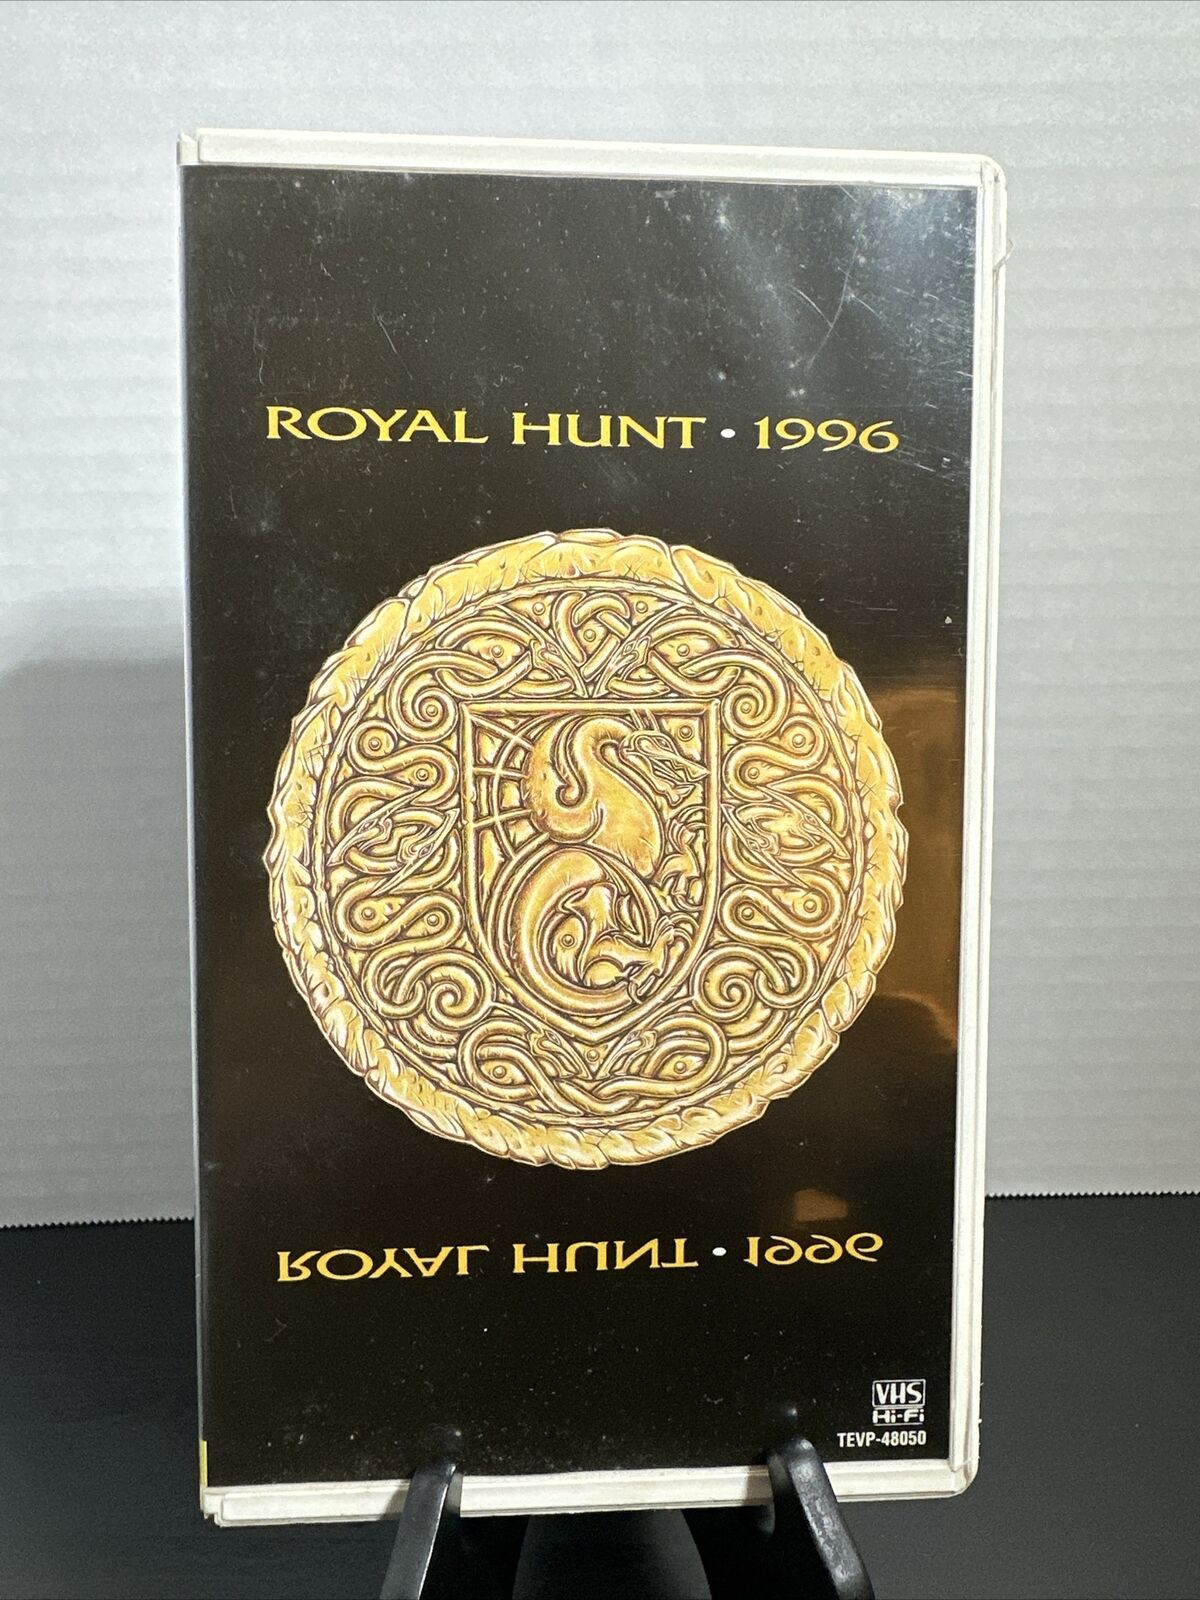 ROYAL HUNT • 1996
ROYAL HUNT • 1996
VHS
Hi-Fi
TEVP-48050